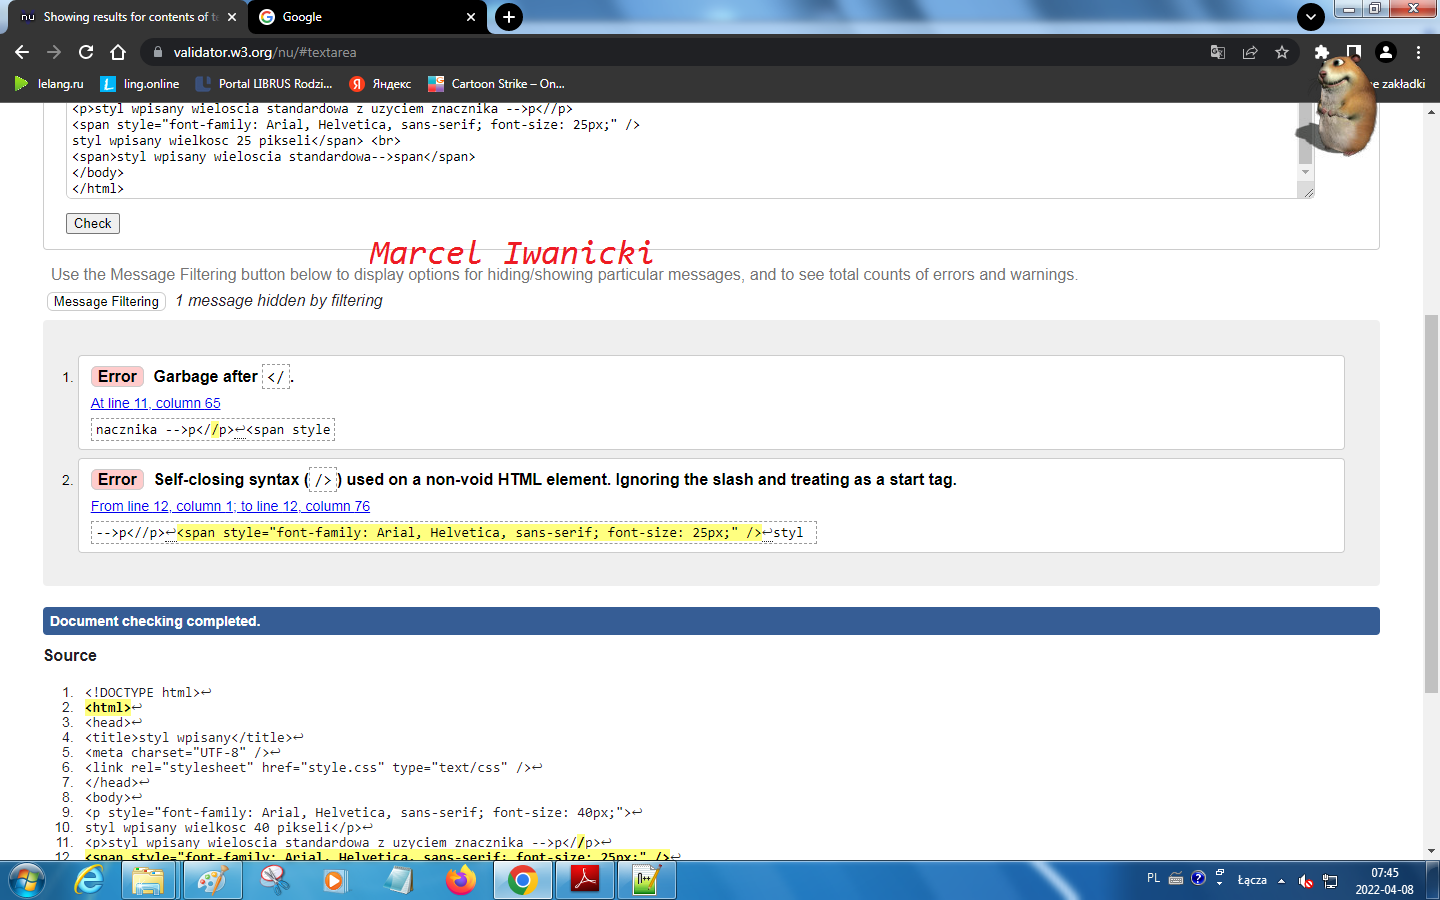 Showing results for contents of te
Google
validator.w3.org/nu/#textarea
lelang.ru
ling.online
Portal LIBRUS Rodzi...
Яндекс
Cartoon Strike – On...
ne zakładki
<p>styl wpisany wieloscia standardowa z uzyciem znacznika -->p<//p>
<span style="font-family: Arial, Helvetica, sans-serif; font-size: 25px;" />
styl wpisany wielkosc 25 pikseli</span> <br>
<span>styl wpisany wieloscia standardowa-->span</span>
</body>
</html>
Check
Marcel Iwanicki
Use the Message Filtering button below to display options for hiding/showing particular messages, and to see total counts of errors and warnings.
Message Filtering 1 message hidden by filtering
1. Error Garbage after </.
At line 11, column 65
nacznika -->p<//p>↩<span style
2. Error Self-closing syntax (/>) used on a non-void HTML element. Ignoring the slash and treating as a start tag.
From line 12, column 1; to line 12, column 76
-->p<//p>↩<span style="font-family: Arial, Helvetica, sans-serif; font-size: 25px;" />↩styl
Document checking completed.
Source
1. <!DOCTYPE html>↩
2. <html>↩
3. <head>↩
4. <title>styl wpisany</title>↩
5. <meta charset="UTF-8" />↩
6. <link rel="stylesheet" href="style.css" type="text/css" />↩
7. </head>↩
8. <body>↩
9. <p style="font-family: Arial, Helvetica, sans-serif; font-size: 40px;">↩
10. styl wpisany wielkosc 40 pikseli</p>↩
11. <p>styl wpisany wieloscia standardowa z uzyciem znacznika -->p<//p>↩
12. <span style="font-family: Arial, Helvetica, sans-serif; font-size: 25px;" />↩
PL
Łącza
07:45
2022-04-08